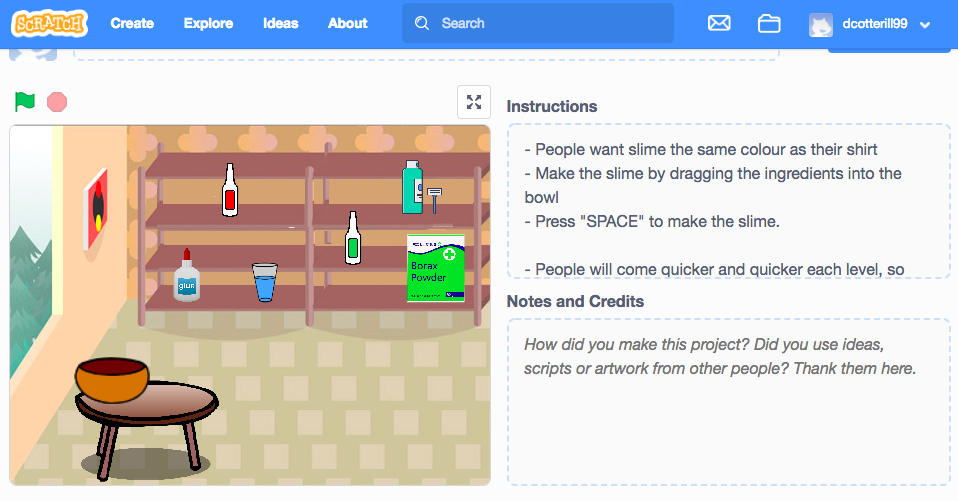 SCRATCH Create Explore Ideas About Search dcotterill99
Instructions
- People want slime the same colour as their shirt
- Make the slime by dragging the ingredients into the
bowl
- Press "SPACE" to make the slime.
- People will come quicker and quicker each level, so
glue
Borax
Powder
Notes and Credits
How did you make this project? Did you use ideas,
scripts or artwork from other people? Thank them here.